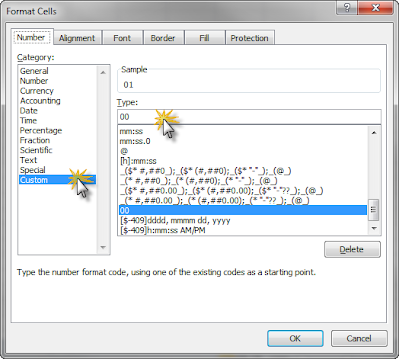 Format Cells
Number Alignment Font Border Fill Protection
Category:
General
Number
Currency
Accounting
Date
Time
Percentage
Fraction
Scientific
Text
Special
Custom
Sample
01
Type:
00
mm:ss
mm:ss.0
@
[h]:mm:ss
_($* #,##0_);_($* (#,##0);_($* "-"_);_(@_)
_(* #,##0_);_(* (#,##0);_(* "-"_);_(@_)
_($* #,##0.00_);_($* (#,##0.00);_($* "-"??_);_(@_)
_(* #,##0.00_);_(* (#,##0.00);_(* "-"??_);_(@_)
00
[$-409]dddd, mmmm dd, yyyy
[$-409]h:mm:ss AM/PM
Delete
Type the number format code, using one of the existing codes as a starting point.
OK Cancel